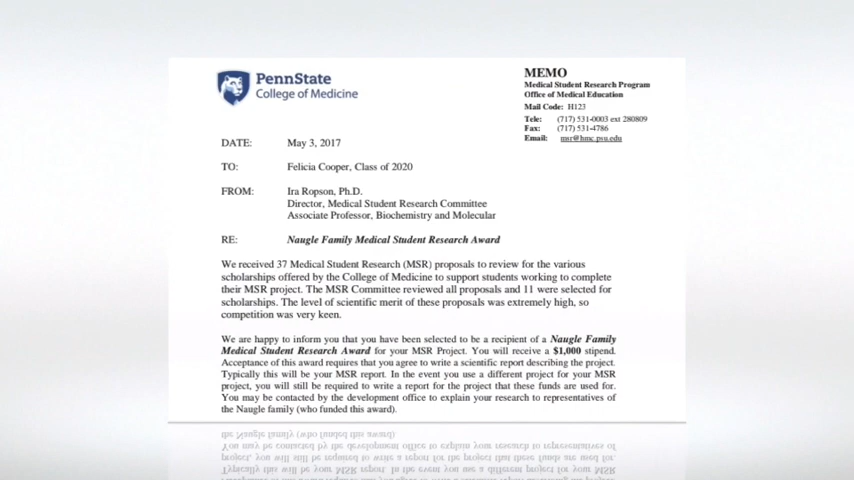 PennState
College of Medicine
MEMO
Medical Student Research Program
Office of Medical Education
Mail Code: H123
Tele: (717) 531-0003 ext 280809
Fax: (717) 531-4786
Email: msr@hmc.psu.edu
DATE: May 3, 2017
TO: Felicia Cooper, Class of 2020
FROM: Ira Ropson, Ph.D.
Director, Medical Student Research Committee
Associate Professor, Biochemistry and Molecular
RE: Naugle Family Medical Student Research Award
We received 37 Medical Student Research (MSR) proposals to review for the various
scholarships offered by the College of Medicine to support students working to complete
their MSR project. The MSR Committee reviewed all proposals and 11 were selected for
scholarships. The level of scientific merit of these proposals was extremely high, so
competition was very keen.
We are happy to inform you that you have been selected to be a recipient of a Naugle Family
Medical Student Research Award for your MSR Project. You will receive a $1,000 stipend.
Acceptance of this award requires that you agree to write a scientific report describing the project.
Typically this will be your MSR report. In the event you use a different project for your MSR
project, you will still be required to write a report for the project that these funds are used for.
You may be contacted by the development office to explain your research to representatives of
the Naugle family (who funded this award).